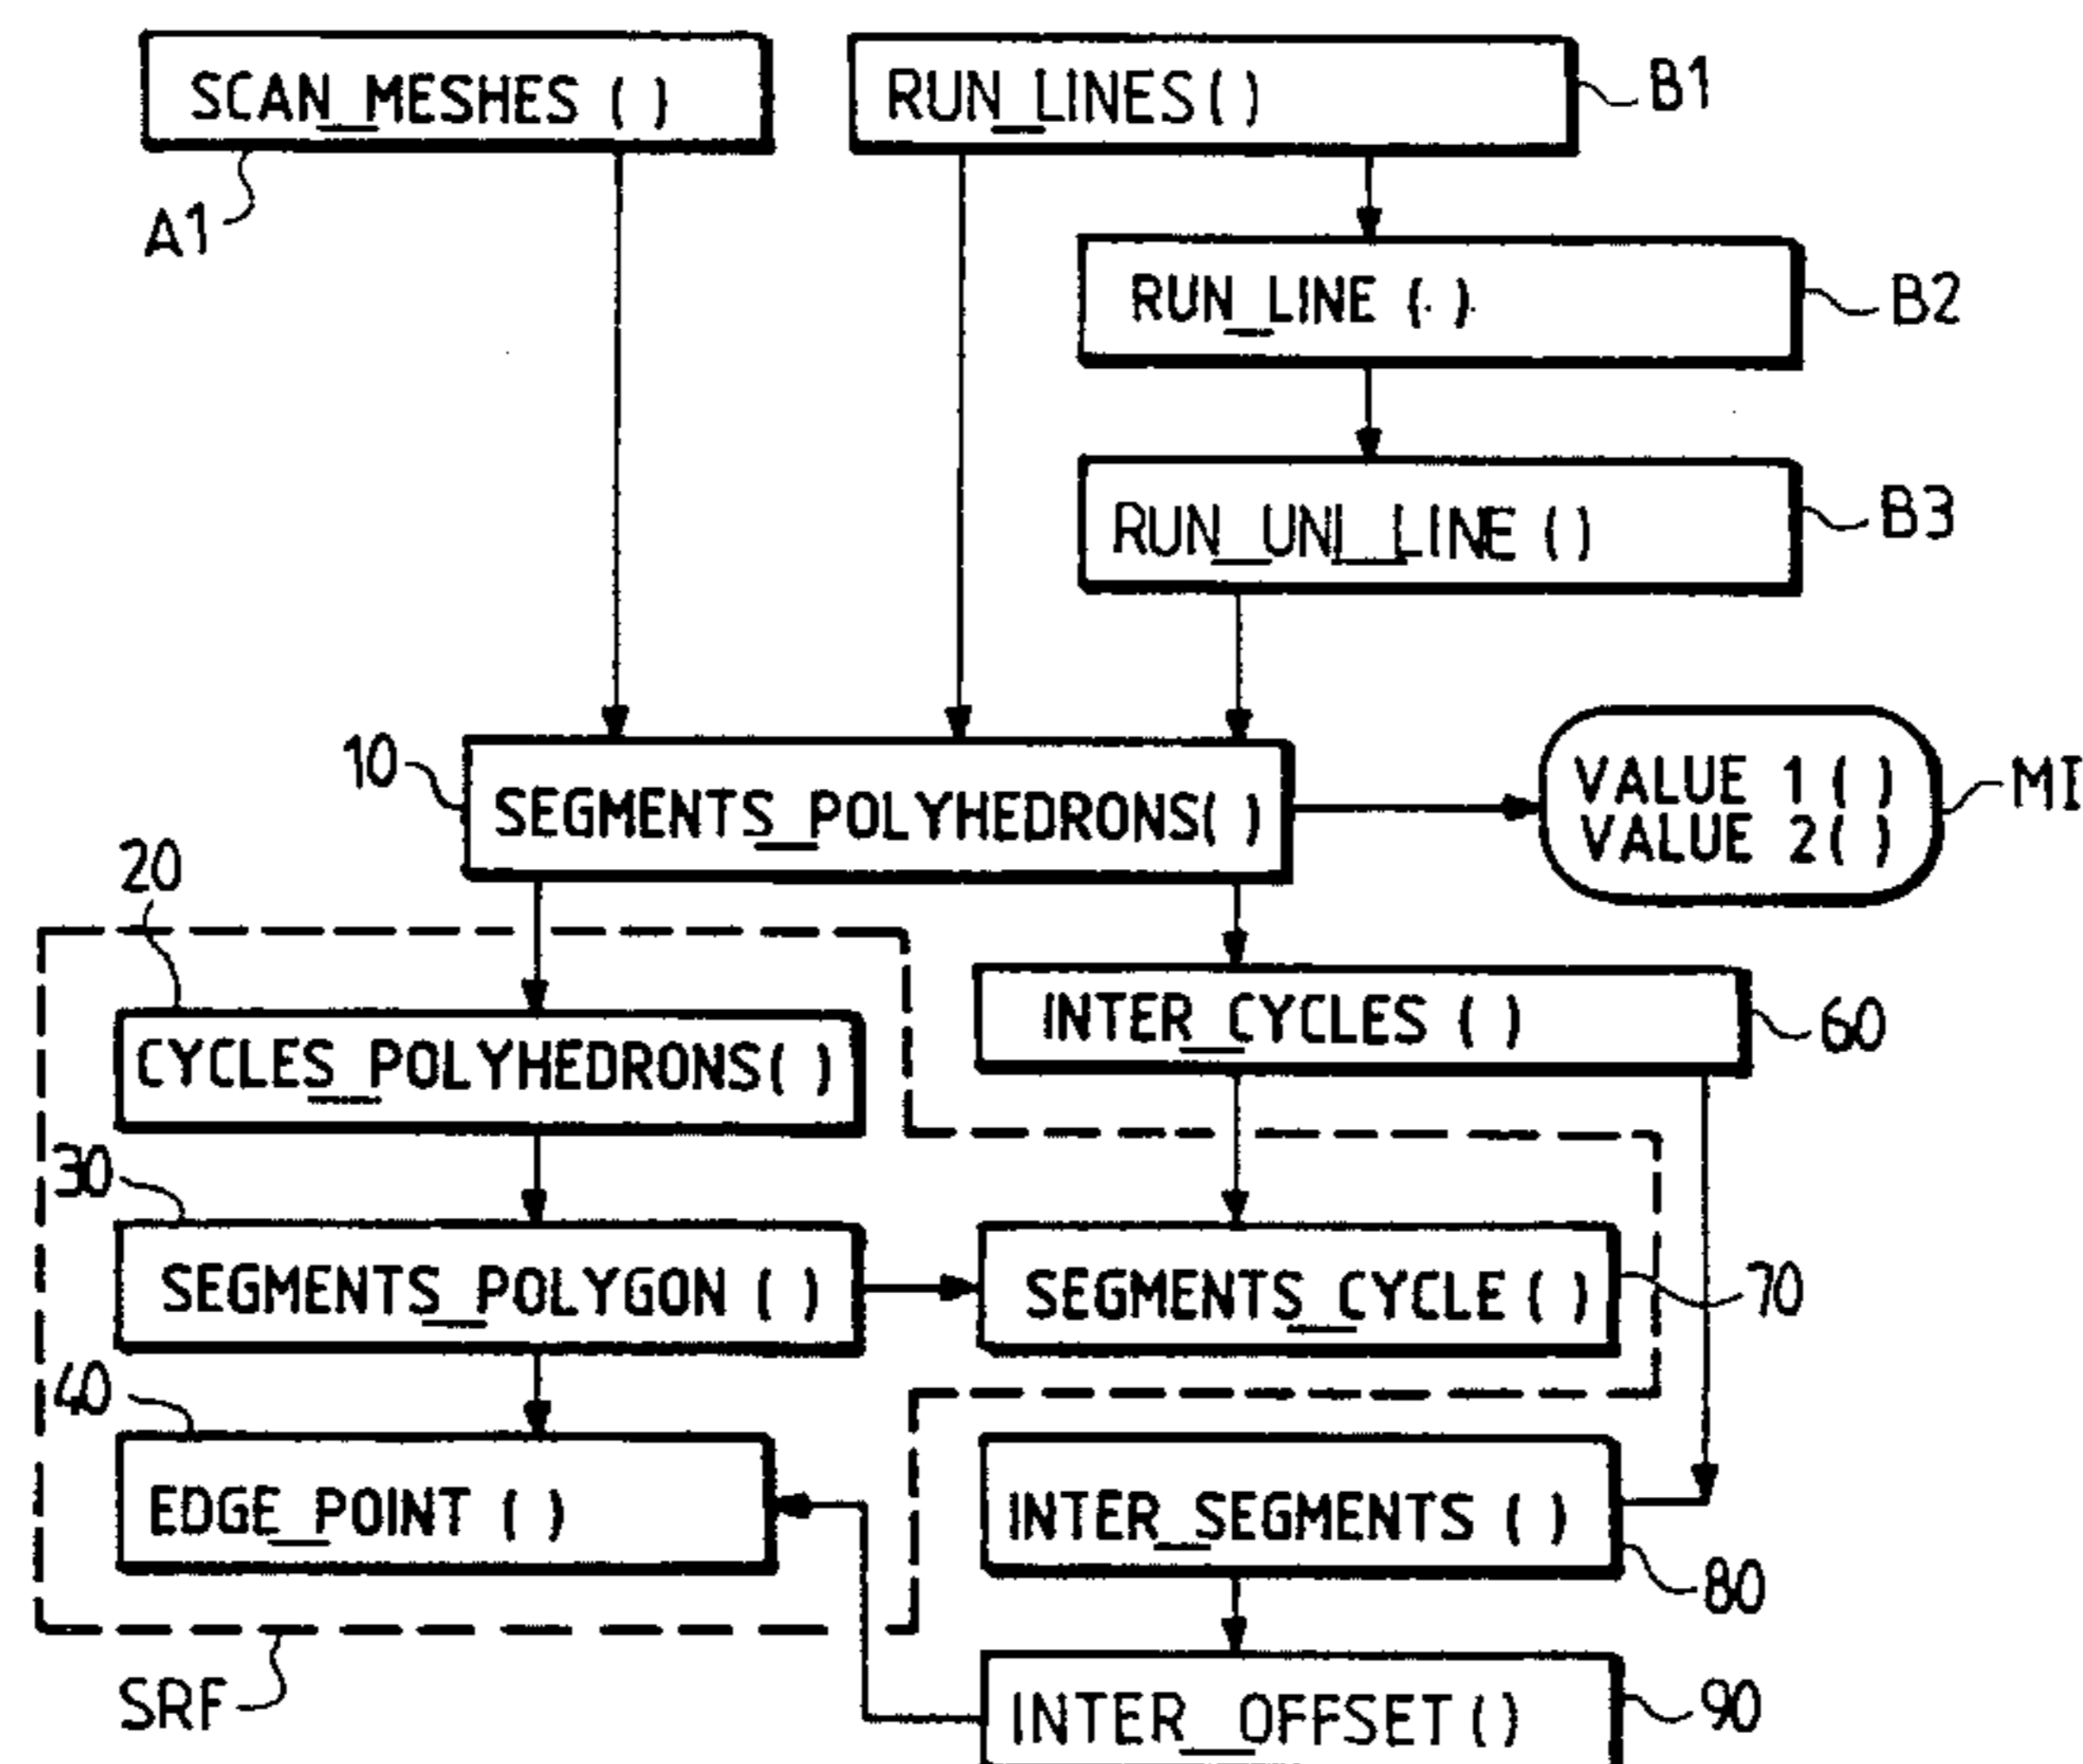 SCAN_MESHES ( )
RUN_LINES ( )
B1
A1
RUN_LINE ( )
B2
RUN_UNI_LINE ( )
B3
10
SEGMENTS_POLYHEDRONS( )
VALUE 1 ( )
VALUE 2 ( )
MI
20
CYCLES_POLYHEDRONS( )
INTER_CYCLES ( )
60
30
SEGMENTS_POLYGON ( )
SEGMENTS_CYCLE ( )
70
40
EDGE_POINT ( )
INTER_SEGMENTS ( )
80
SRF
INTER_OFFSET ( )
90